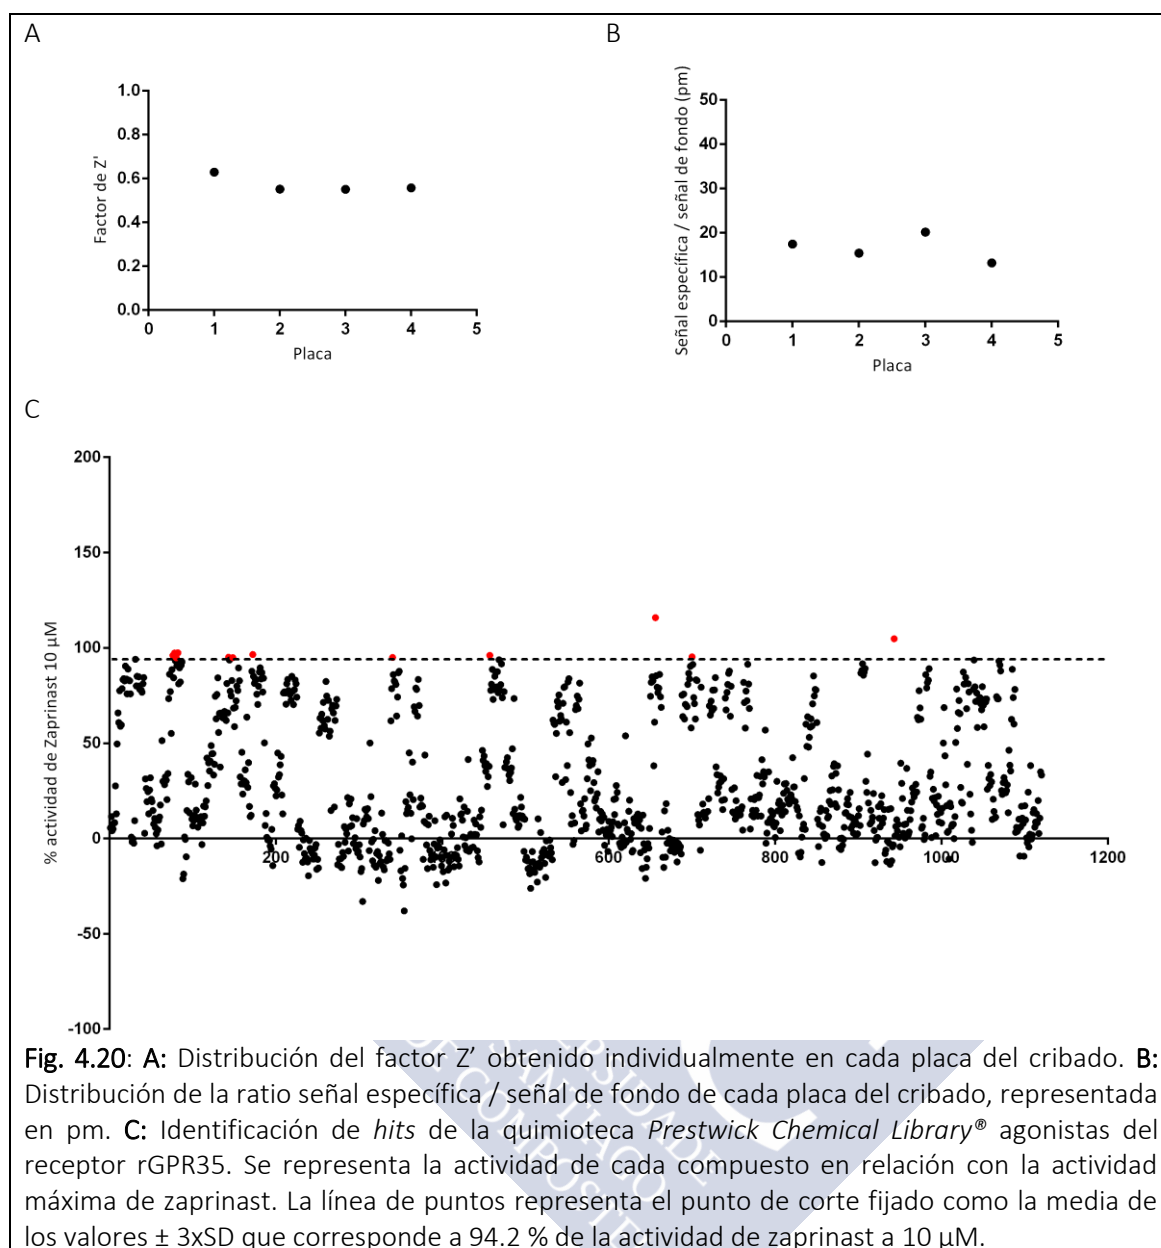 A
B
1.0
0.8
0.6
0.4
0.2
0.0
0
1
2
3
4
5
Factor de Z'
Placa
50
40
30
20
10
0
0
1
2
3
4
5
Señal específica / señal de fondo (pm)
Placa
C
200
150
100
50
0
-50
-100
200
600
800
1000
1200
% actividad de Zaprinast 10 µM
Fig. 4.20: A: Distribución del factor Z’ obtenido individualmente en cada placa del cribado. B:
Distribución de la ratio señal específica / señal de fondo de cada placa del cribado, representada
en pm. C: Identificación de hits de la quimioteca Prestwick Chemical Library® agonistas del
receptor rGPR35. Se representa la actividad de cada compuesto en relación con la actividad
máxima de zaprinast. La línea de puntos representa el punto de corte fijado como la media de
los valores ± 3xSD que corresponde a 94.2 % de la actividad de zaprinast a 10 µM.